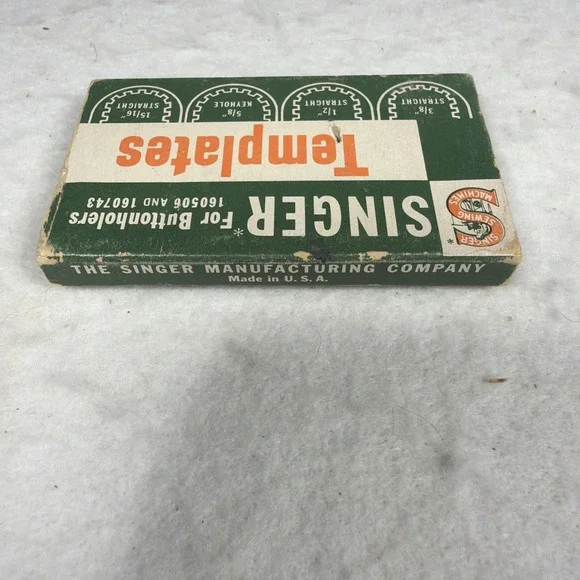 SINGER* For Buttonholers
160506 AND 160743
SINGER
SEWING
MACHINES
*
Templates
3/8"
STRAIGHT
1/2"
STRAIGHT
5/8"
KEYHOLE
15/16"
STRAIGHT
THE SINGER MANUFACTURING COMPANY
Made in U. S. A.